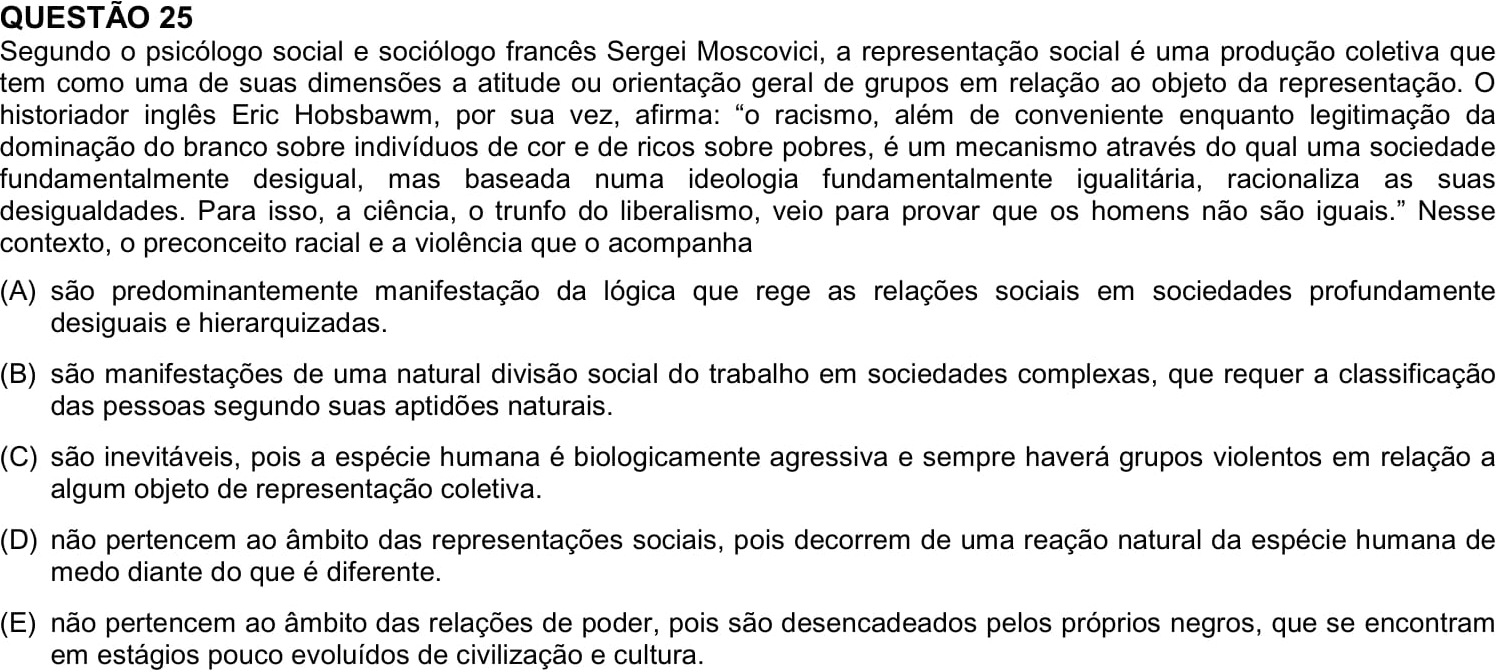 QUESTÃO 25
Segundo o psicólogo social e sociólogo francês Sergei Moscovici, a representação social é uma produção coletiva que
tem como uma de suas dimensões a atitude ou orientação geral de grupos em relação ao objeto da representação. O
historiador inglês Eric Hobsbawm, por sua vez, afirma: “o racismo, além de conveniente enquanto legitimação da
dominação do branco sobre indivíduos de cor e de ricos sobre pobres, é um mecanismo através do qual uma sociedade
fundamentalmente desigual, mas baseada numa ideologia fundamentalmente igualitária, racionaliza as suas
desigualdades. Para isso, a ciência, o trunfo do liberalismo, veio para provar que os homens não são iguais.” Nesse
contexto, o preconceito racial e a violência que o acompanha
(A) são predominantemente manifestação da lógica que rege as relações sociais em sociedades profundamente
desiguais e hierarquizadas.
(B) são manifestações de uma natural divisão social do trabalho em sociedades complexas, que requer a classificação
das pessoas segundo suas aptidões naturais.
(C) são inevitáveis, pois a espécie humana é biologicamente agressiva e sempre haverá grupos violentos em relação a
algum objeto de representação coletiva.
(D) não pertencem ao âmbito das representações sociais, pois decorrem de uma reação natural da espécie humana de
medo diante do que é diferente.
(E) não pertencem ao âmbito das relações de poder, pois são desencadeados pelos próprios negros, que se encontram
em estágios pouco evoluídos de civilização e cultura.